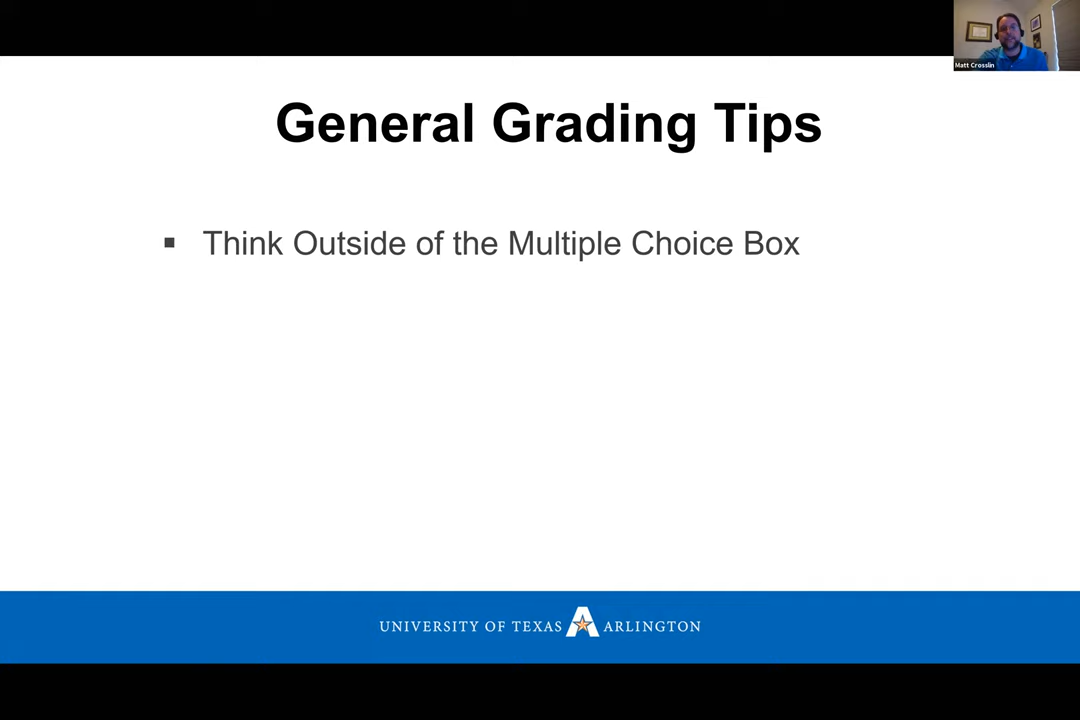 Matt Crosslin
General Grading Tips
▪ Think Outside of the Multiple Choice Box
UNIVERSITY OF TEXAS A ARLINGTON